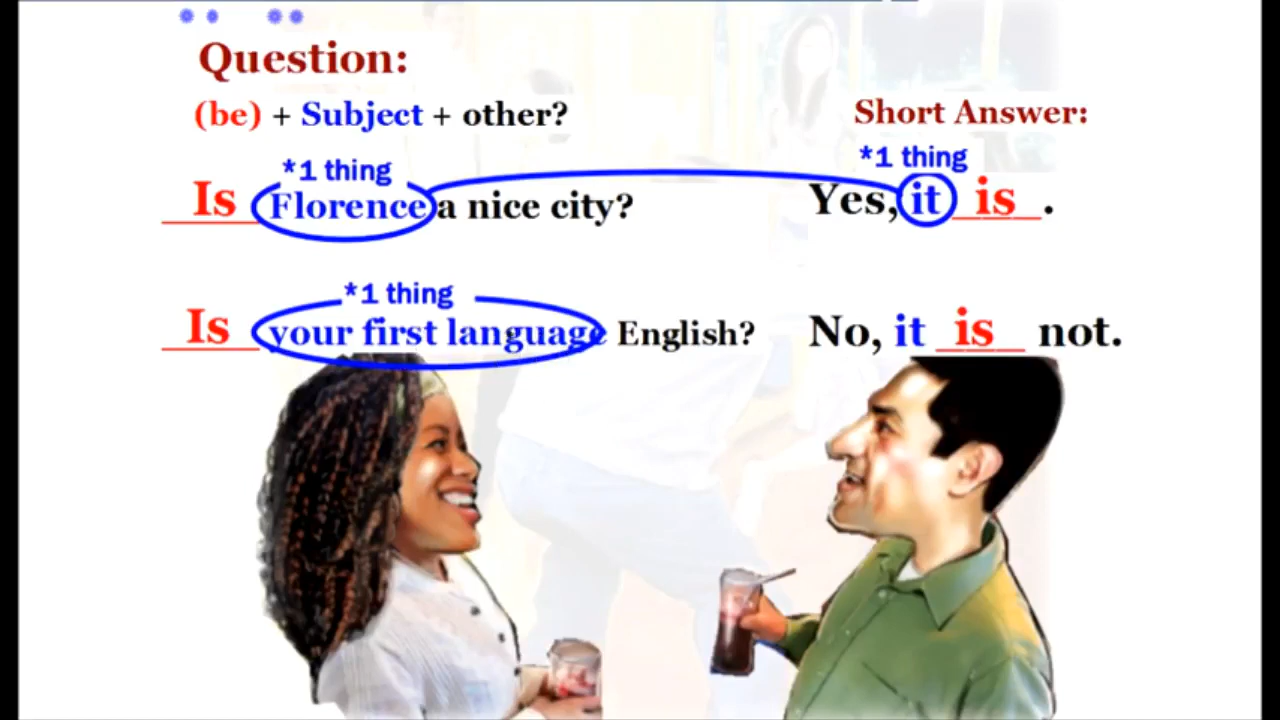 Question:
(be) + Subject + other?
Short Answer:
*1 thing
*1 thing
Is Florence a nice city?
Yes, it is.
*1 thing
Is your first language English?
No, it is not.